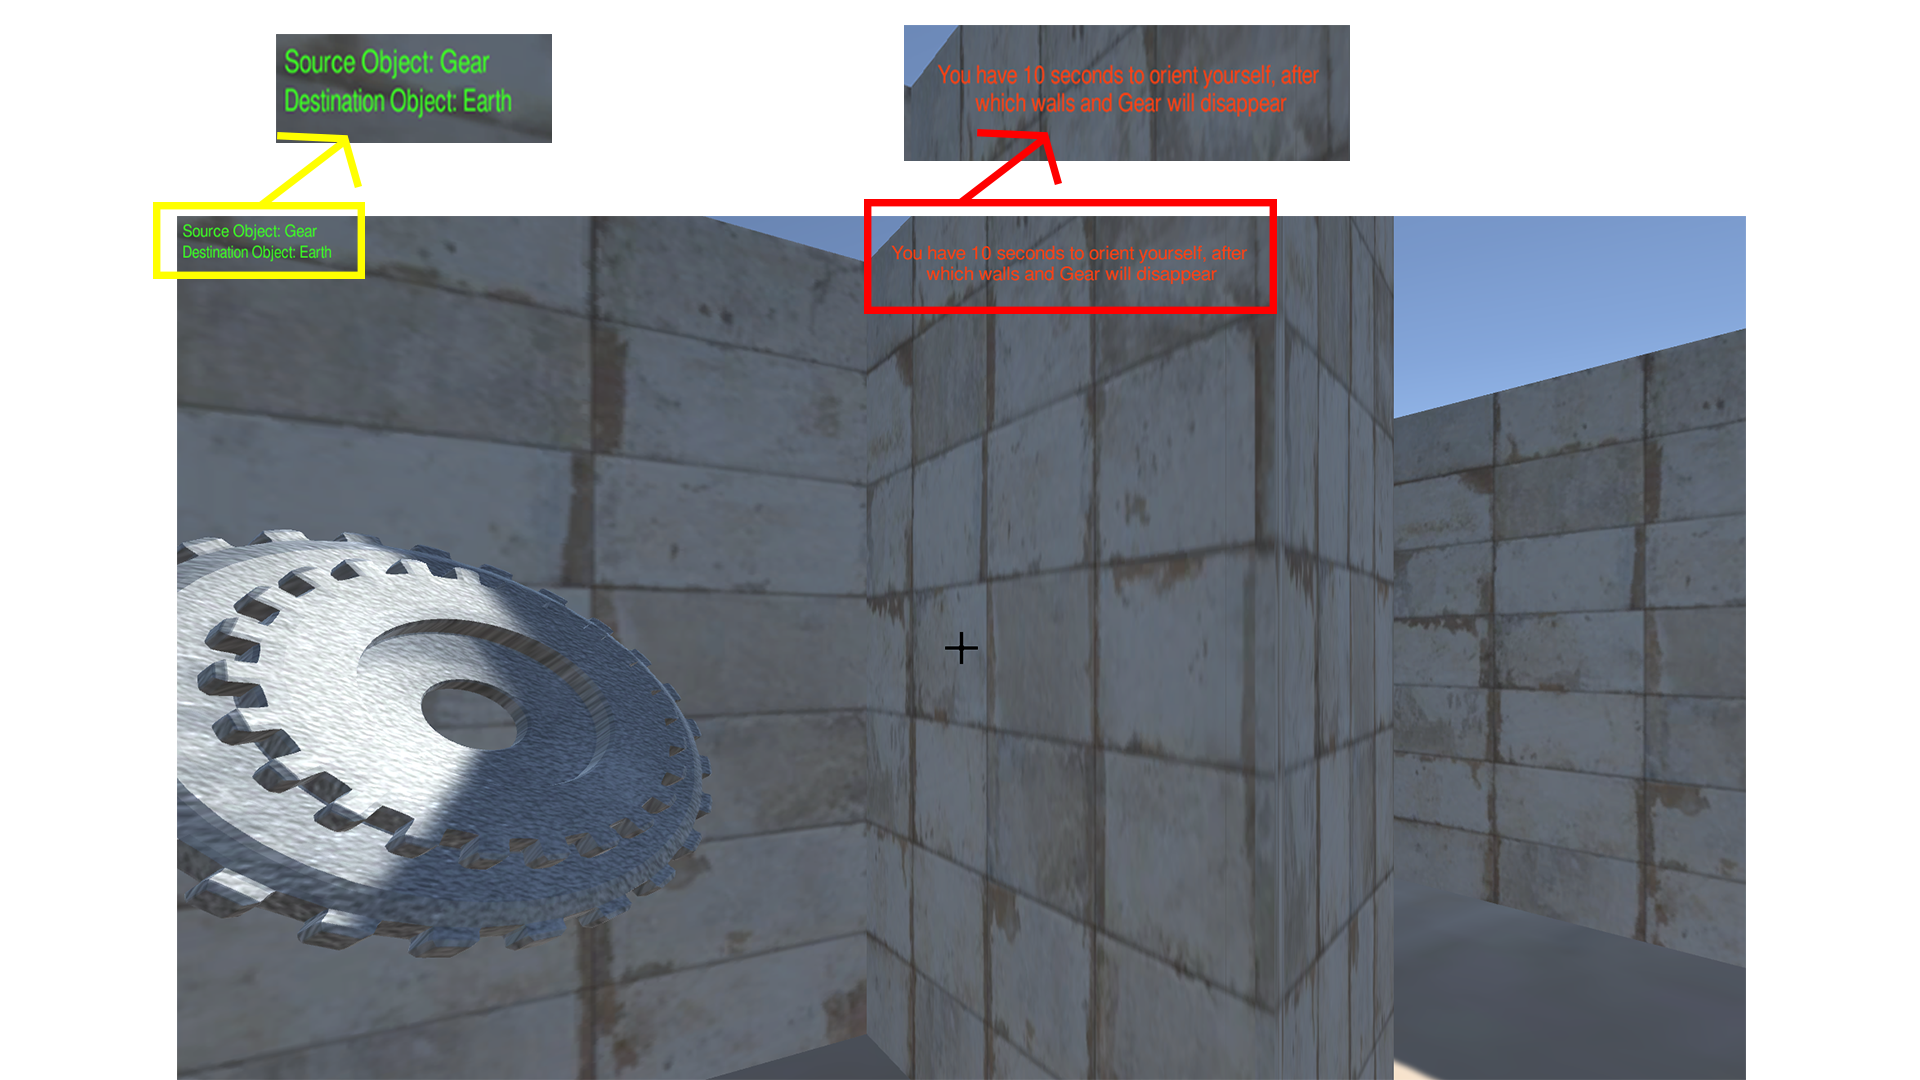 Source Object: Gear
Destination Object: Earth
You have 10 seconds to orient yourself, after
which walls and Gear will disappear
Source Object: Gear
Destination Object: Earth
You have 10 seconds to orient yourself, after
which walls and Gear will disappear